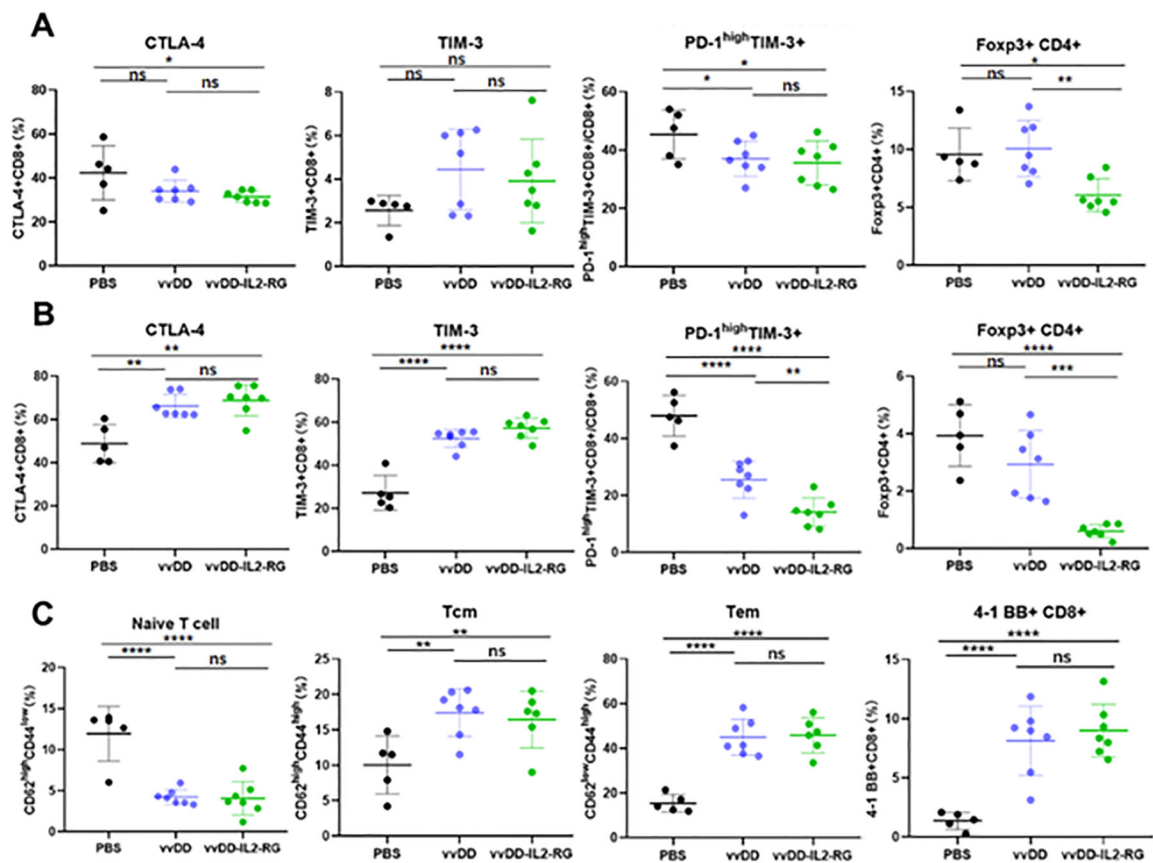 A
CTLA-4
*
ns
ns
CTLA-4+CD8+(%)
80
60
40
20
0
PBS
vvDD
vvDD-IL2-RG
TIM-3
ns
ns
ns
TIM-3+CD8+(%)
8
6
4
2
0
PBS
vvDD
vvDD-IL2-RG
PD-1highTIM-3+
*
*
ns
PD-1highTIM-3+CD8+/CD8+(%)
60
40
20
0
PBS
vvDD
vvDD-IL2-RG
Foxp3+ CD4+
*
ns
**
Foxp3+CD4+(%)
15
10
5
0
PBS
vvDD
vvDD-IL2-RG
B
CTLA-4
**
**
ns
CTLA-4+CD8+(%)
80
60
40
20
0
PBS
vvDD
vvDD-IL2-RG
TIM-3
****
****
ns
TIM-3+CD8+(%)
80
60
40
20
0
PBS
vvDD
vvDD-IL2-RG
PD-1highTIM-3+
****
****
**
PD-1highTIM-3+CD8+/CD8+(%)
60
40
20
0
PBS
vvDD
vvDD-IL2-RG
Foxp3+ CD4+
****
ns
***
Foxp3+CD4+(%)
6
4
2
0
PBS
vvDD
vvDD-IL2-RG
C
Naive T cell
****
****
ns
CD62highCD44low(%)
20
15
10
5
0
PBS
vvDD
vvDD-IL2-RG
Tcm
**
**
ns
CD62highCD44high(%)
25
20
15
10
5
0
PBS
vvDD
vvDD-IL2-RG
Tem
****
****
ns
CD62lowCD44high(%)
80
60
40
20
0
PBS
vvDD
vvDD-IL2-RG
4-1 BB+ CD8+
****
****
ns
4-1 BB+CD8+(%)
15
10
5
0
PBS
vvDD
vvDD-IL2-RG